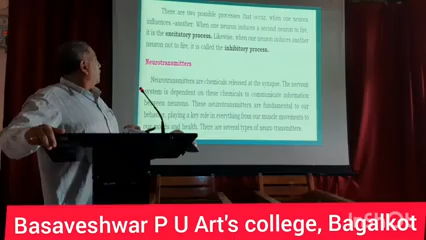 There are two possible processes that occur, when one neuron
influences another. When one neuron induces a second neuron to fire,
it is the excitatory process. Likewise, when one neuron induces another
neuron not to fire, it is called the inhibitory process.
Neurotransmitters
Neurotransmitters are chemicals released at the synapse. The nervous
system is dependent on these chemicals to communicate information
between neurons. These neurotransmitters are fundamental to our
behavior, playing a key role in everything from our muscle movements to
and health. There are several types of neuro transmitters.
Basaveshwar P U Art's college, Bagalkot
InShOt